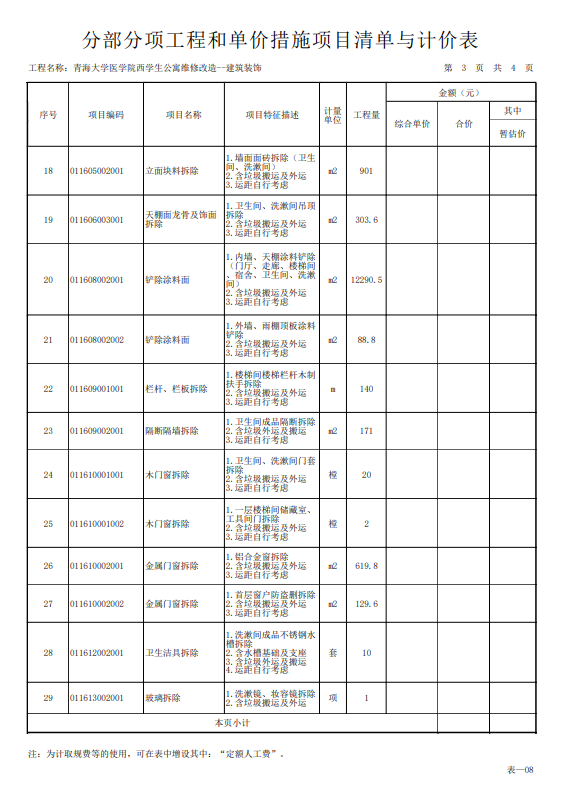 分部分项工程和单价措施项目清单与计价表
工程名称：青海大学医学院西学生公寓维修改造--建筑装饰 第 3 页 共 4 页
序号 项目编码 项目名称 项目特征描述 计量单位 工程量 金额（元）
综合单价 合价 其中
暂估价
18 011605002001 立面块料拆除 1.墙面面砖拆除（卫生
间、洗漱间）
2.含垃圾搬运及外运
3.运距自行考虑 m2 901
19 011606003001 天棚面龙骨及饰面
拆除 1.卫生间、洗漱间吊顶
拆除
2.含垃圾搬运及外运
3.运距自行考虑 m2 303.6
20 011608002001 铲除涂料面 1.内墙、天棚涂料铲除
（门厅、走廊、楼梯间
、宿舍、卫生间、洗漱
间）
2.含垃圾搬运及外运
3.运距自行考虑 m2 12290.5
21 011608002002 铲除涂料面 1.外墙、雨棚顶板涂料
铲除
2.含垃圾搬运及外运
3.运距自行考虑 m2 88.8
22 011609001001 栏杆、栏板拆除 1.楼梯间楼梯栏杆木制
扶手拆除
2.含垃圾搬运及外运
3.运距自行考虑 m 140
23 011609002001 隔断隔墙拆除 1.卫生间成品隔断拆除
2.含垃圾外运及搬运
3.运距自行考虑 m2 171
24 011610001001 木门窗拆除 1.卫生间、洗漱间门套
拆除
2.含垃圾搬运及外运
3.运距自行考虑 樘 20
25 011610001002 木门窗拆除 1.一层楼梯间储藏室、
工具间门拆除
2.含垃圾搬运及外运
3.运距自行考虑 樘 2
26 011610002001 金属门窗拆除 1.铝合金窗拆除
2.含垃圾搬运及外运
3.运距自行考虑 m2 619.8
27 011610002002 金属门窗拆除 1.首层窗户防盗删拆除
2.含垃圾搬运及外运
3.运距自行考虑 m2 129.6
28 011612002001 卫生洁具拆除 1.洗漱间成品不锈钢水
槽拆除
2.含水槽基础及支座
3.含垃圾外运及搬运
4.运距自行考虑 套 10
29 011613002001 玻璃拆除 1.洗漱镜、妆容镜拆除
2.含垃圾搬运及外运 项 1
本页小计
注：为计取规费等的使用，可在表中增设其中：“定额人工费”。
表—08